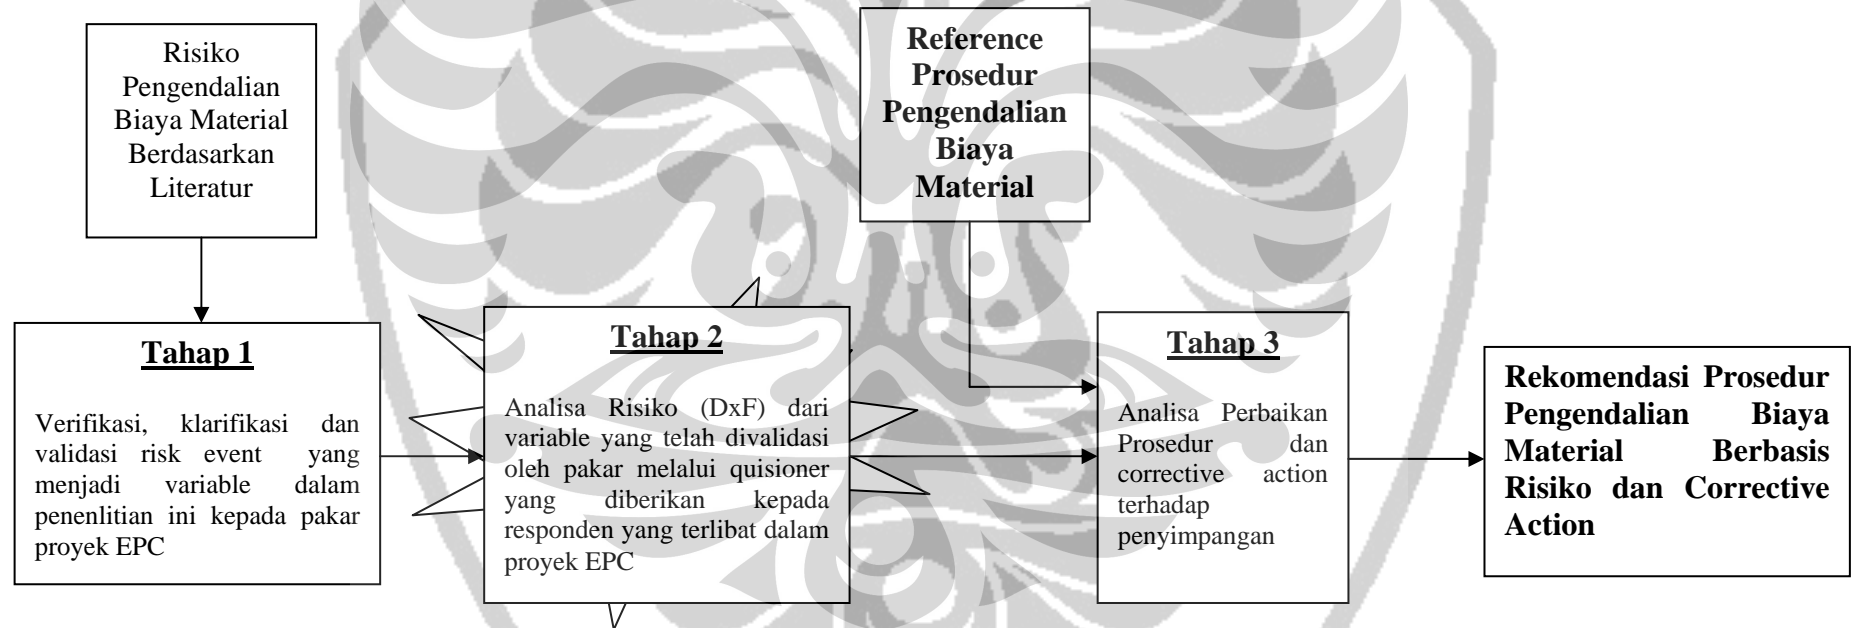 Risiko
Pengendalian
Biaya Material
Berdasarkan
Literatur
Reference
Prosedur
Pengendalian
Biaya
Material
Tahap 1
Verifikasi, klarifikasi dan
validasi risk event yang
menjadi variable dalam
penenlitian ini kepada pakar
proyek EPC
Tahap 2
Analisa Risiko (DxF) dari
variable yang telah divalidasi
oleh pakar melalui quisioner
yang diberikan kepada
responden yang terlibat dalam
proyek EPC
Tahap 3
Analisa Perbaikan
Prosedur dan
corrective action
terhadap
penyimpangan
Rekomendasi Prosedur
Pengendalian Biaya
Material Berbasis
Risiko dan Corrective
Action